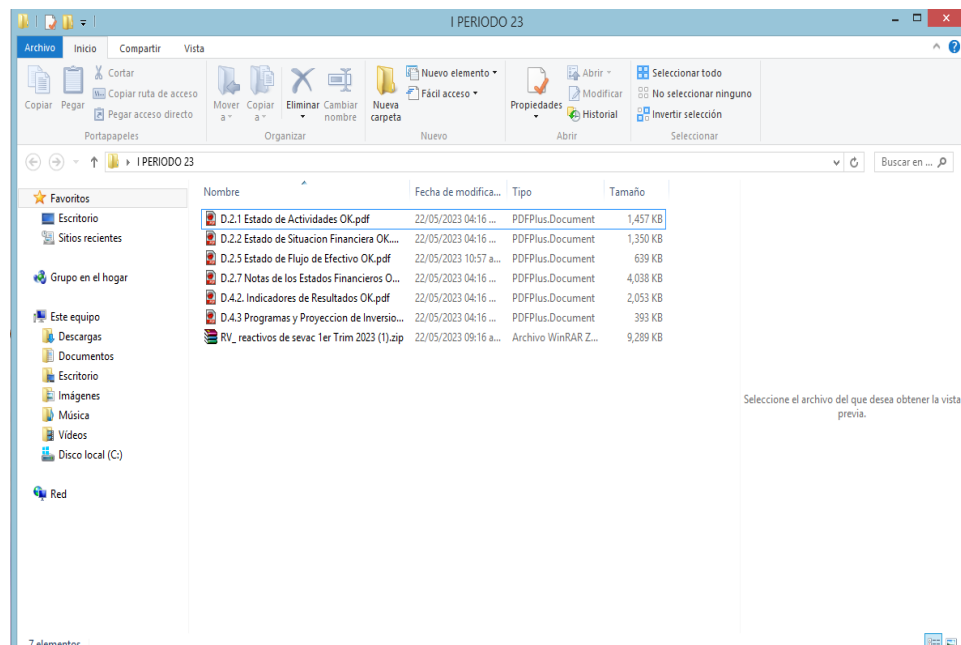 I PERIODO 23
Archivo Inicio Compartir Vista
Copiar
Pegar
Cortar
Copiar ruta de acceso
Pegar acceso directo
Portapapeles
Mover a
Copiar a
Eliminar
Cambiar nombre
Organizar
Nueva carpeta
Nuevo elemento
Fácil acceso
Nuevo
Propiedades
Abrir
Modificar
Historial
Abrir
Seleccionar todo
No seleccionar ninguno
Invertir selección
Seleccionar
I PERIODO 23
Buscar en ...
Favoritos
Escritorio
Sitios recientes
Grupo en el hogar
Este equipo
Descargas
Documentos
Escritorio
Imágenes
Música
Vídeos
Disco local (C:)
Red
Nombre Fecha de modifica... Tipo Tamaño
D.2.1 Estado de Actividades OK.pdf 22/05/2023 04:16 ... PDFPlus.Document 1,457 KB
D.2.2 Estado de Situacion Financiera OK.... 22/05/2023 04:16 ... PDFPlus.Document 1,350 KB
D.2.5 Estado de Flujo de Efectivo OK.pdf 22/05/2023 10:57 a... PDFPlus.Document 639 KB
D.2.7 Notas de los Estados Financieros O... 22/05/2023 04:16 ... PDFPlus.Document 4,038 KB
D.4.2. Indicadores de Resultados OK.pdf 22/05/2023 04:16 ... PDFPlus.Document 2,053 KB
D.4.3 Programas y Proyeccion de Inversio... 22/05/2023 04:16 ... PDFPlus.Document 393 KB
RV_ reactivos de sevac 1er Trim 2023 (1).zip 22/05/2023 09:16 a... Archivo WinRAR Z... 9,289 KB
Seleccione el archivo del que desea obtener la vista
previa.
7 elementos